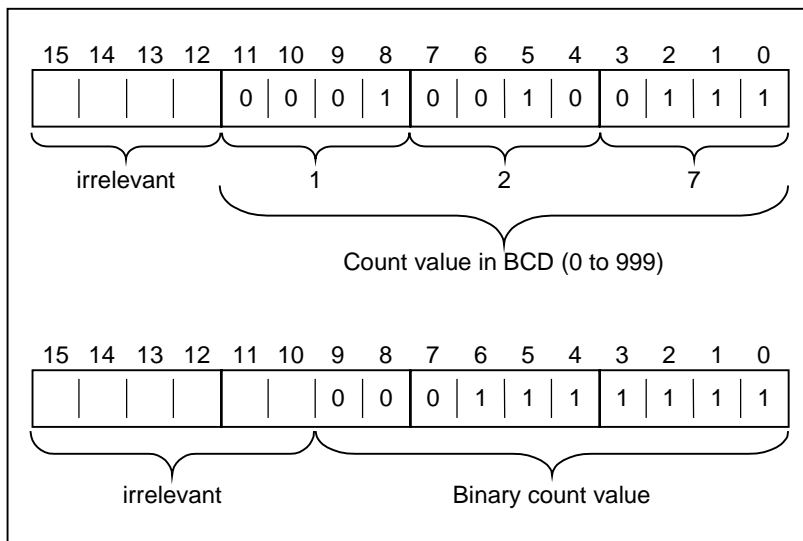 15 14 13 12 11 10 9 8 7 6 5 4 3 2 1 0
0 0 0 1 0 0 1 0 0 1 1 1
irrelevant 1 2 7
Count value in BCD (0 to 999)
15 14 13 12 11 10 9 8 7 6 5 4 3 2 1 0
0 0 0 1 1 1 1 1 1 1
irrelevant Binary count value